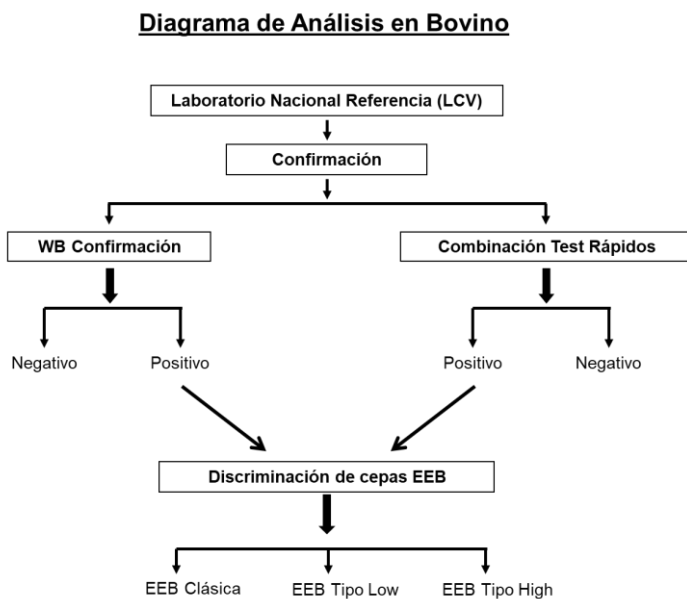 Diagrama de Análisis en Bovino
Laboratorio Nacional Referencia (LCV)
Confirmación
WB Confirmación
Combinación Test Rápidos
Negativo
Positivo
Positivo
Negativo
Discriminación de cepas EEB
EEB Clásica
EEB Tipo Low
EEB Tipo High